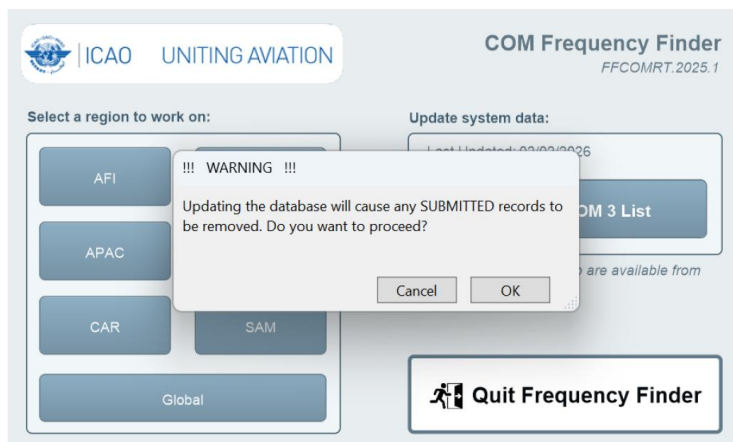 ICAO UNITING AVIATION
COM Frequency Finder
FFCOMRT.2025.1
Select a region to work on:
Update system data:
AFI
!!! WARNING !!!
Updating the database will cause any SUBMITTED records to
be removed. Do you want to proceed?
Cancel OK
OM 3 List
APAC
are available from
CAR
SAM
Global
Quit Frequency Finder